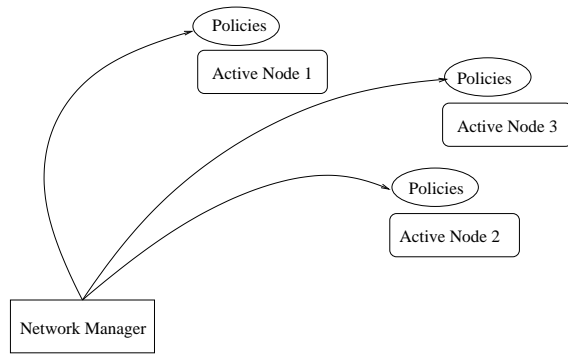 Policies
Active Node 1
Policies
Active Node 3
Policies
Active Node 2
Network Manager